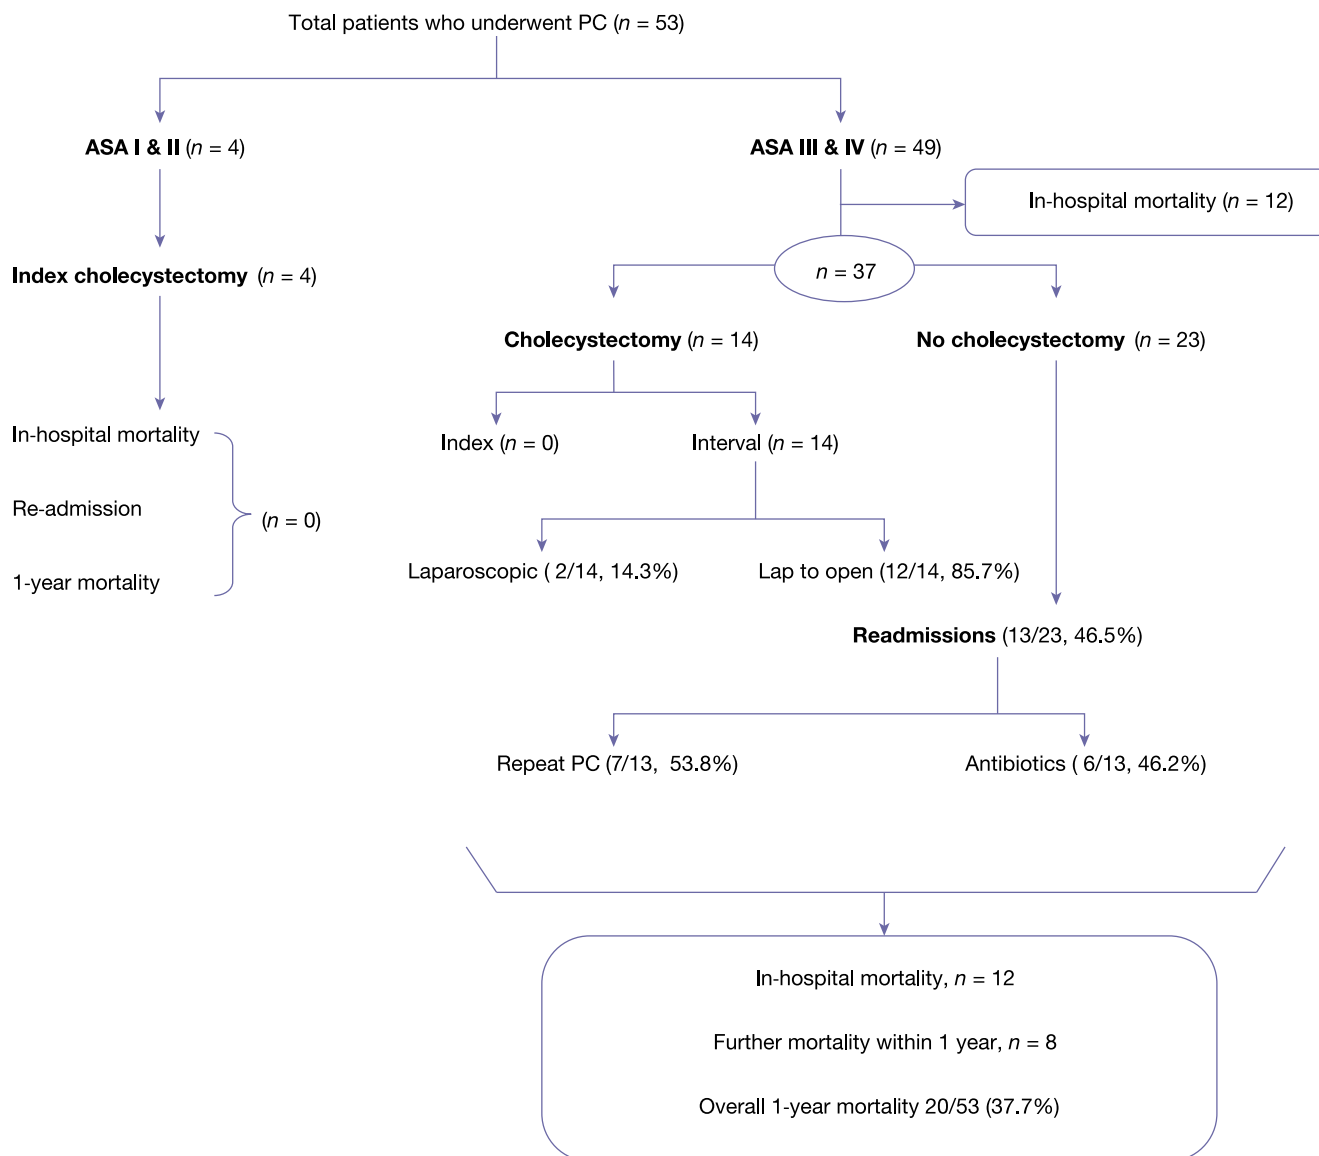 Total patients who underwent PC (n = 53)
ASA I & II (n = 4)
ASA III & IV (n = 49)
In-hospital mortality (n = 12)
n = 37
Index cholecystectomy (n = 4)
Cholecystectomy (n = 14)
No cholecystectomy (n = 23)
In-hospital mortality
Re-admission
1-year mortality
(n = 0)
Index (n = 0)
Interval (n = 14)
Laparoscopic ( 2/14, 14.3%)
Lap to open (12/14, 85.7%)
Readmissions (13/23, 46.5%)
Repeat PC (7/13, 53.8%)
Antibiotics ( 6/13, 46.2%)
In-hospital mortality, n = 12
Further mortality within 1 year, n = 8
Overall 1-year mortality 20/53 (37.7%)